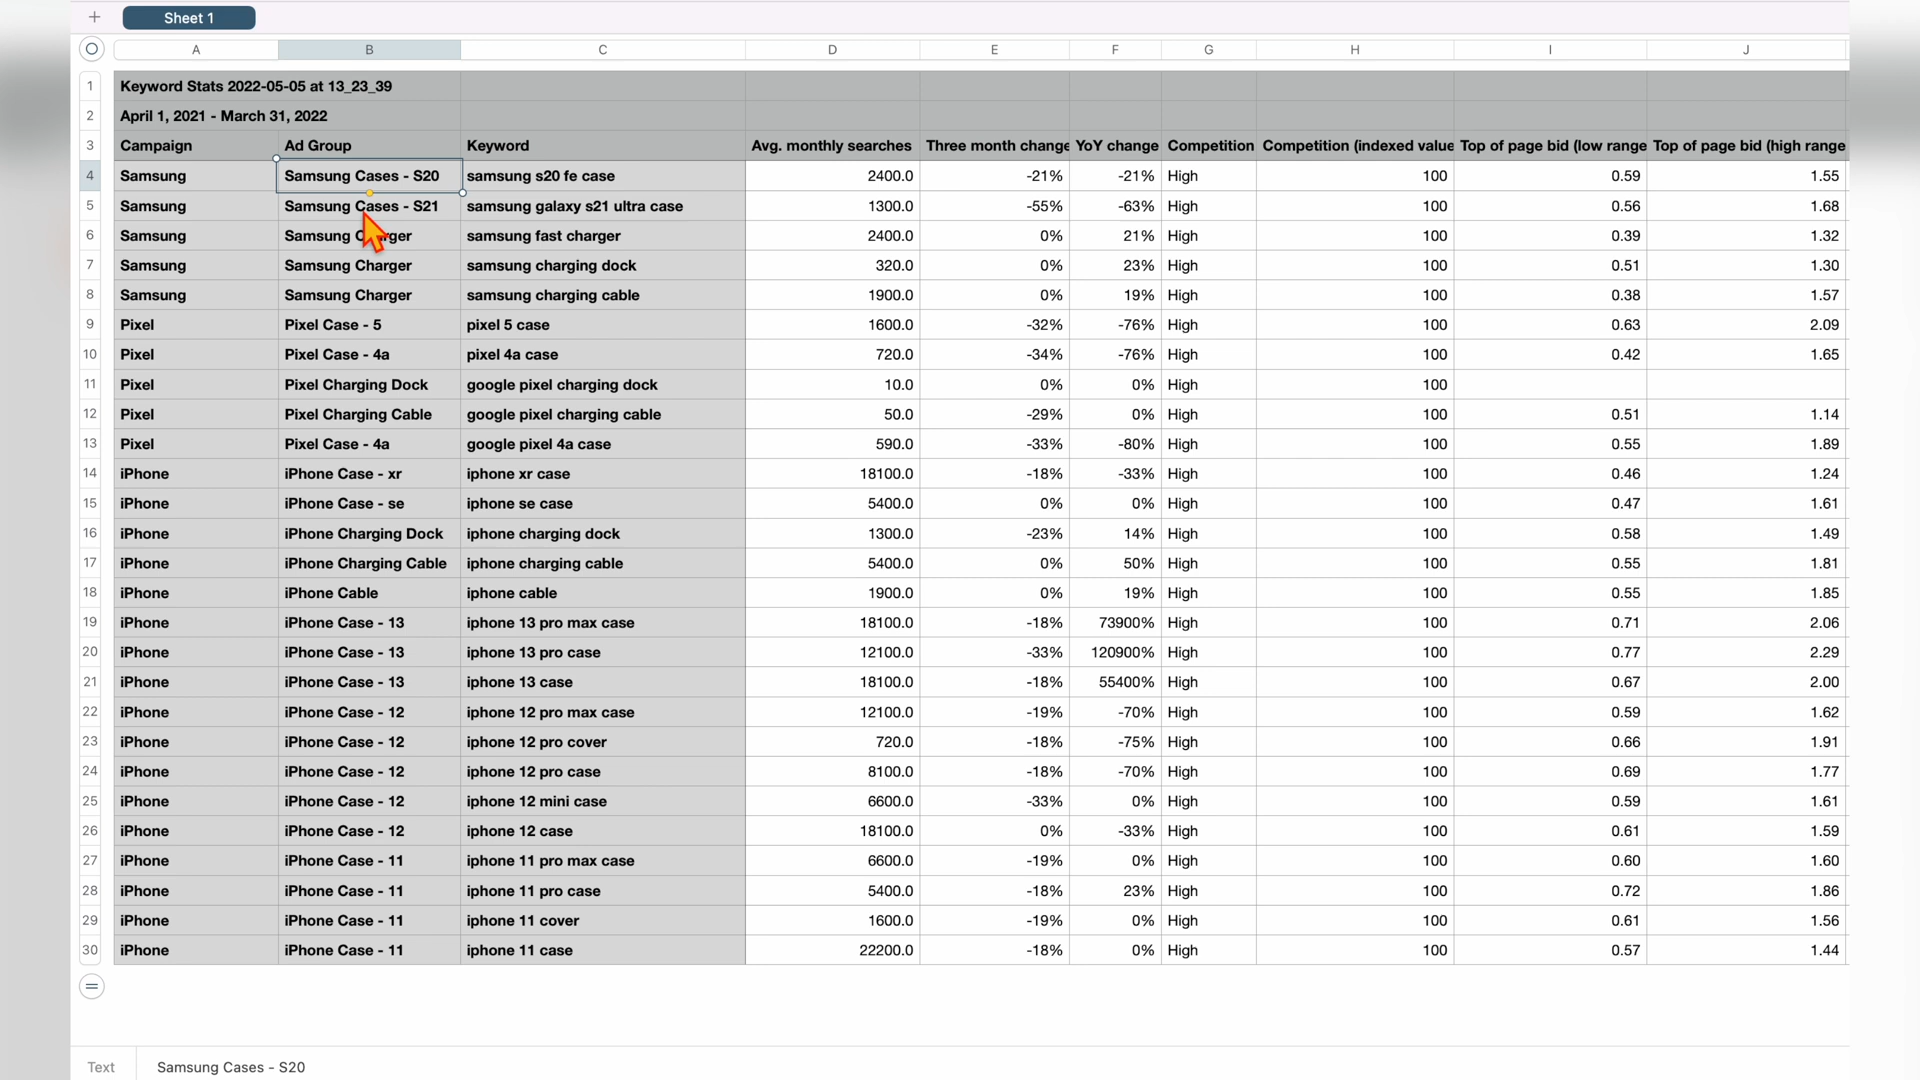 + Sheet 1
A B C D E F G H I J
1 Keyword Stats 2022-05-05 at 13_23_39
2 April 1, 2021 - March 31, 2022
3 Campaign Ad Group Keyword Avg. monthly searches Three month change YoY change Competition Competition (indexed value Top of page bid (low range Top of page bid (high range
4 Samsung Samsung Cases - S20 samsung s20 fe case 2400.0 -21% -21% High 100 0.59 1.55
5 Samsung Samsung Cases - S21 samsung galaxy s21 ultra case 1300.0 -55% -63% High 100 0.56 1.68
6 Samsung Samsung Charger samsung fast charger 2400.0 0% 21% High 100 0.39 1.32
7 Samsung Samsung Charger samsung charging dock 320.0 0% 23% High 100 0.51 1.30
8 Samsung Samsung Charger samsung charging cable 1900.0 0% 19% High 100 0.38 1.57
9 Pixel Pixel Case - 5 pixel 5 case 1600.0 -32% -76% High 100 0.63 2.09
10 Pixel Pixel Case - 4a pixel 4a case 720.0 -34% -76% High 100 0.42 1.65
11 Pixel Pixel Charging Dock google pixel charging dock 10.0 0% 0% High 100
12 Pixel Pixel Charging Cable google pixel charging cable 50.0 -29% 0% High 100 0.51 1.14
13 Pixel Pixel Case - 4a google pixel 4a case 590.0 -33% -80% High 100 0.55 1.89
14 iPhone iPhone Case - xr iphone xr case 18100.0 -18% -33% High 100 0.46 1.24
15 iPhone iPhone Case - se iphone se case 5400.0 0% 0% High 100 0.47 1.61
16 iPhone iPhone Charging Dock iphone charging dock 1300.0 -23% 14% High 100 0.58 1.49
17 iPhone iPhone Charging Cable iphone charging cable 5400.0 0% 50% High 100 0.55 1.81
18 iPhone iPhone Cable iphone cable 1900.0 0% 19% High 100 0.55 1.85
19 iPhone iPhone Case - 13 iphone 13 pro max case 18100.0 -18% 73900% High 100 0.71 2.06
20 iPhone iPhone Case - 13 iphone 13 pro case 12100.0 -33% 120900% High 100 0.77 2.29
21 iPhone iPhone Case - 13 iphone 13 case 18100.0 -18% 55400% High 100 0.67 2.00
22 iPhone iPhone Case - 12 iphone 12 pro max case 12100.0 -19% -70% High 100 0.59 1.62
23 iPhone iPhone Case - 12 iphone 12 pro cover 720.0 -18% -75% High 100 0.66 1.91
24 iPhone iPhone Case - 12 iphone 12 pro case 8100.0 -18% -70% High 100 0.69 1.77
25 iPhone iPhone Case - 12 iphone 12 mini case 6600.0 -33% 0% High 100 0.59 1.61
26 iPhone iPhone Case - 12 iphone 12 case 18100.0 0% -33% High 100 0.61 1.59
27 iPhone iPhone Case - 11 iphone 11 pro max case 6600.0 -19% 0% High 100 0.60 1.60
28 iPhone iPhone Case - 11 iphone 11 pro case 5400.0 -18% 23% High 100 0.72 1.86
29 iPhone iPhone Case - 11 iphone 11 cover 1600.0 -19% 0% High 100 0.61 1.56
30 iPhone iPhone Case - 11 iphone 11 case 22200.0 -18% 0% High 100 0.57 1.44
Text Samsung Cases - S20